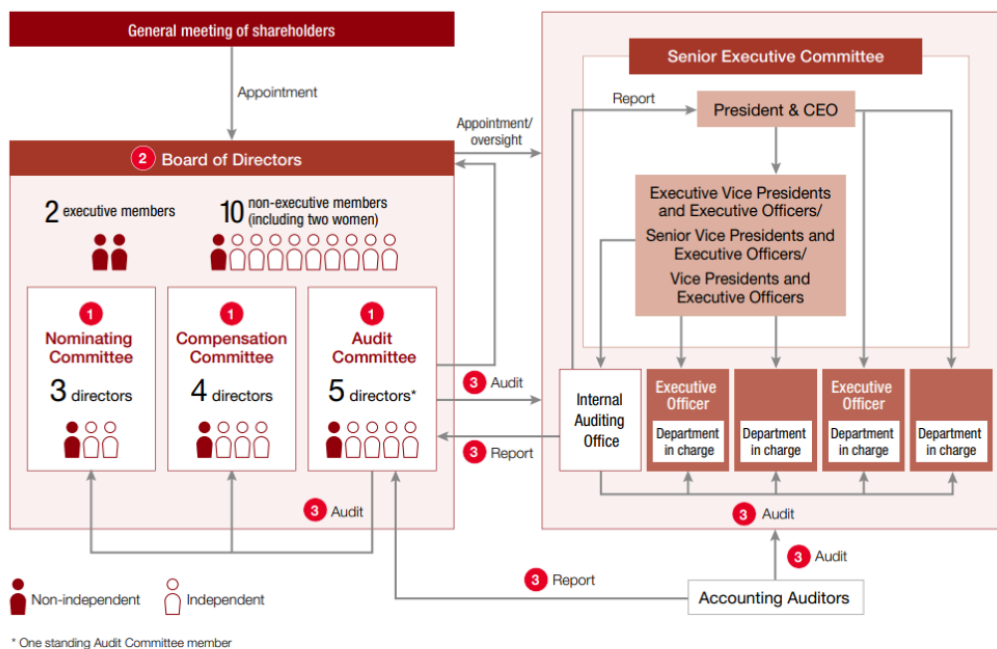 General meeting of shareholders
Appointment
2 Board of Directors
2 executive members
10 non-executive members
(including two women)
1
Nominating
Committee
3 directors
1
Compensation
Committee
4 directors
1
Audit
Committee
5 directors*
3 Audit
Appointment/
oversight
3 Audit
3 Report
Senior Executive Committee
Report
President & CEO
Executive Vice Presidents
and Executive Officers/
Senior Vice Presidents and
Executive Officers/
Vice Presidents and
Executive Officers
Internal
Auditing
Office
Executive
Officer
Department
in charge
Department
in charge
Executive
Officer
Department
in charge
Department
in charge
3 Audit
3 Audit
3 Report
Accounting Auditors
Non-independent
Independent
* One standing Audit Committee member